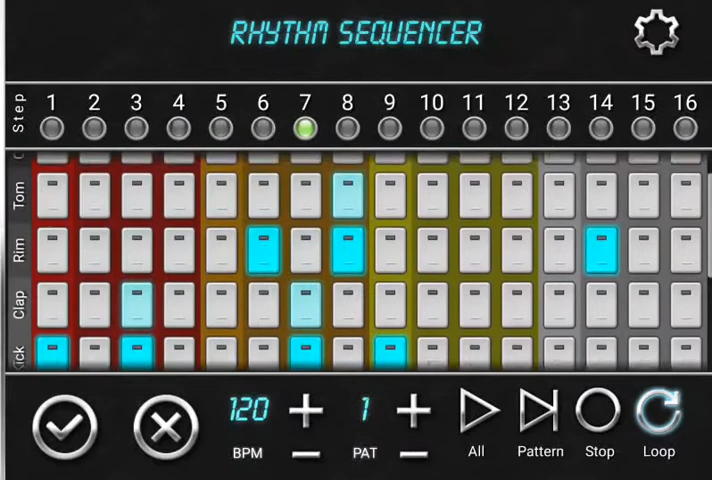 RHYTHM SEQUENCER
Step
1 2 3 4 5 6 7 8 9 10 11 12 13 14 15 16
Tom
Rim
Clap
120
1
BPM
PAT
All
Pattern
Stop
Loop